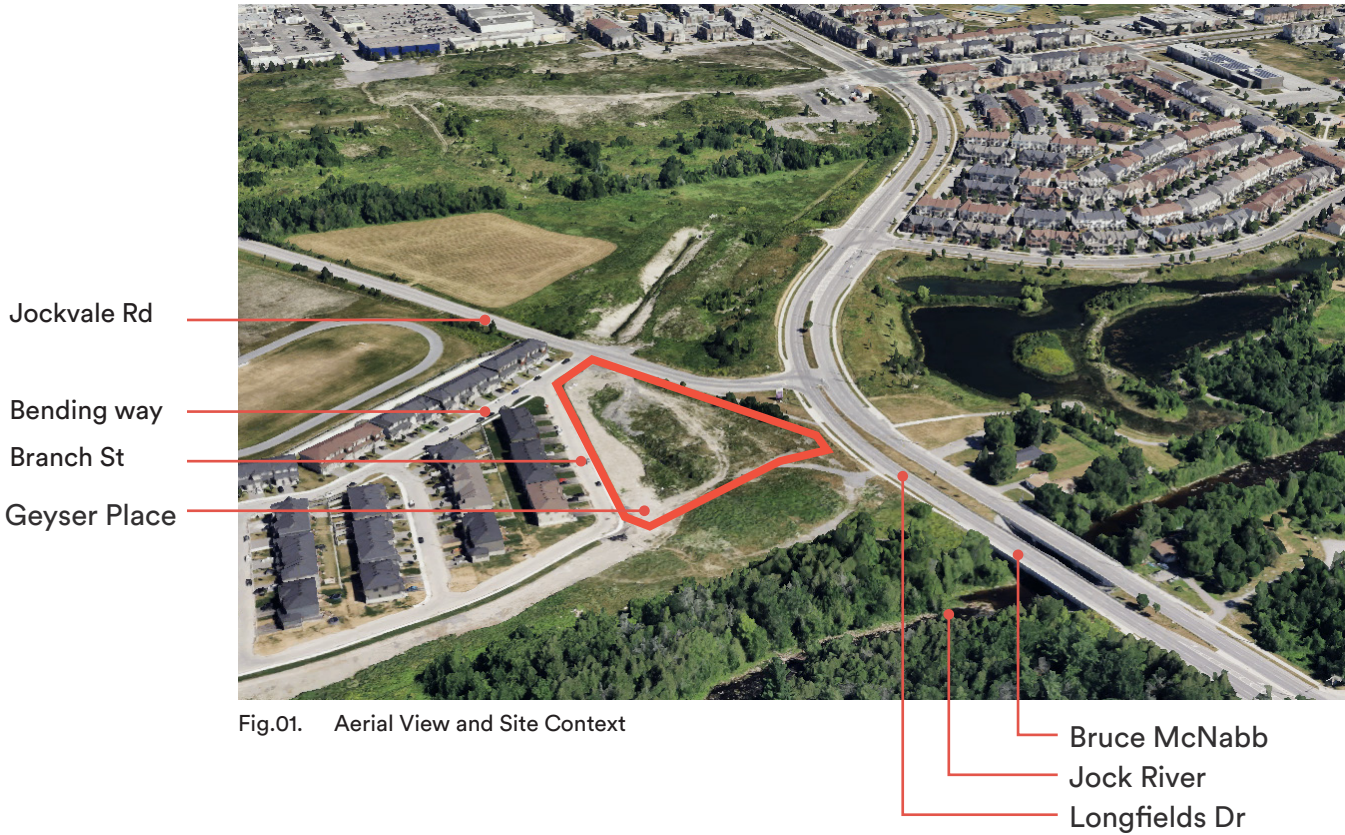 Jockvale Rd
Bending way
Branch St
Geyser Place
Fig.01. Aerial View and Site Context
Bruce McNabb
Jock River
Longfields Dr